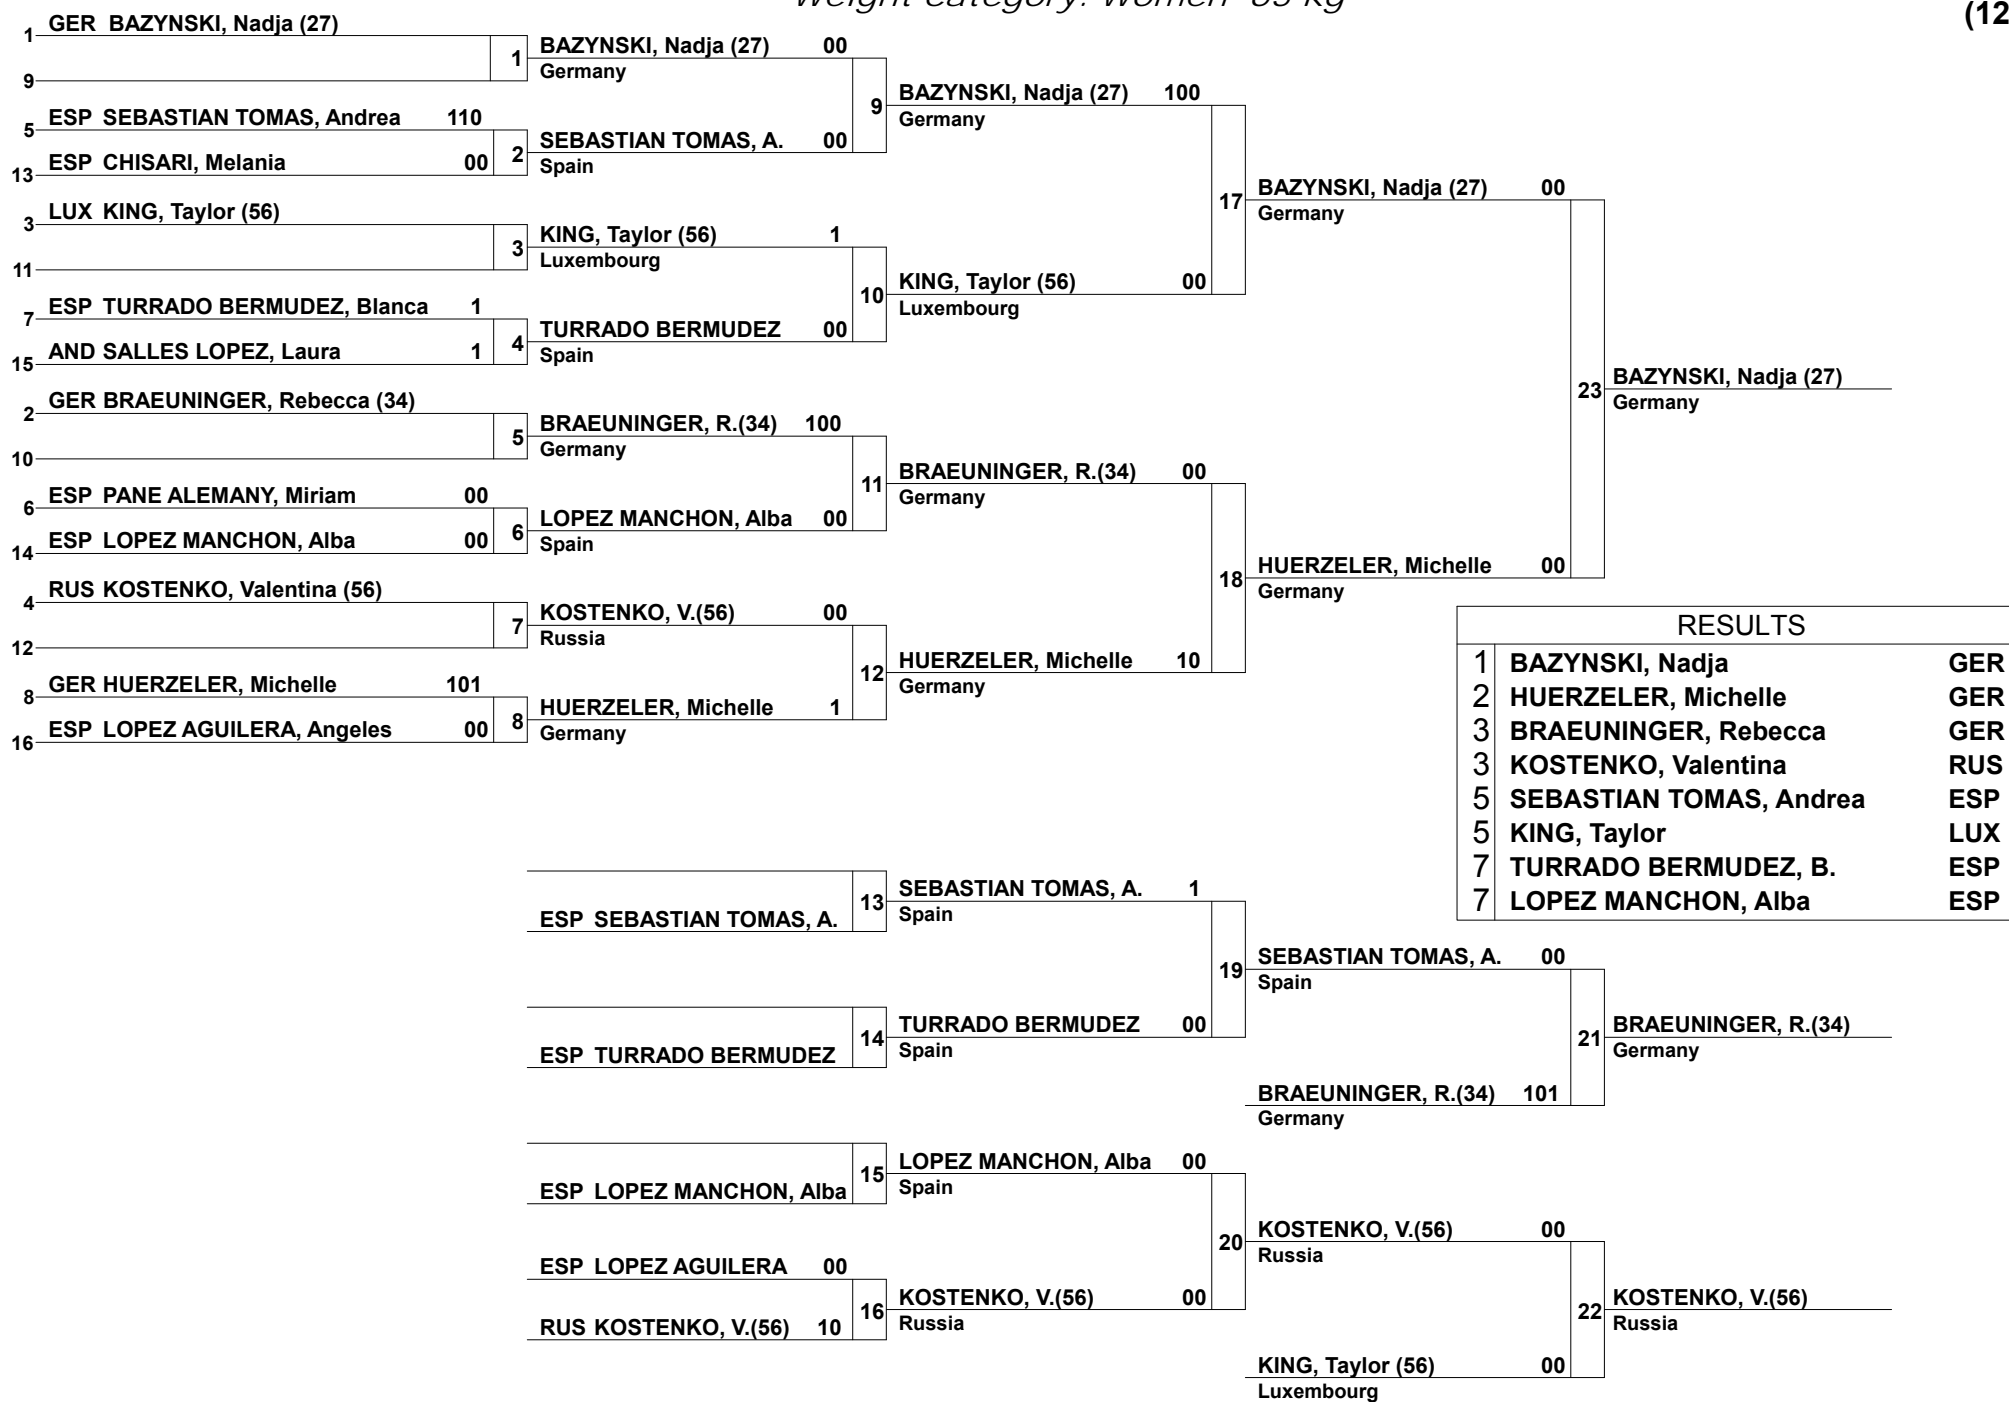 Weight category: Women -63 kg
(12
1 GER BAZYNSKI, Nadja (27)
9
1 BAZYNSKI, Nadja (27) 00
Germany
5 ESP SEBASTIAN TOMAS, Andrea 110
13 ESP CHISARI, Melania 00
2 SEBASTIAN TOMAS, A. 00
Spain
9 BAZYNSKI, Nadja (27) 100
Germany
3 LUX KING, Taylor (56)
11
3 KING, Taylor (56) 1
Luxembourg
7 ESP TURRADO BERMUDEZ, Blanca 1
15 AND SALLES LOPEZ, Laura 1
4 TURRADO BERMUDEZ 00
Spain
10 KING, Taylor (56) 00
Luxembourg
17 BAZYNSKI, Nadja (27) 00
Germany
2 GER BRAEUNINGER, Rebecca (34)
10
5 BRAEUNINGER, R.(34) 100
Germany
6 ESP PANE ALEMANY, Miriam 00
14 ESP LOPEZ MANCHON, Alba 00
6 LOPEZ MANCHON, Alba 00
Spain
11 BRAEUNINGER, R.(34) 00
Germany
4 RUS KOSTENKO, Valentina (56)
12
7 KOSTENKO, V.(56) 00
Russia
8 GER HUERZELER, Michelle 101
16 ESP LOPEZ AGUILERA, Angeles 00
8 HUERZELER, Michelle 1
Germany
12 HUERZELER, Michelle 10
Germany
18 HUERZELER, Michelle 00
Germany
23 BAZYNSKI, Nadja (27)
Germany
RESULTS
1 BAZYNSKI, Nadja GER
2 HUERZELER, Michelle GER
3 BRAEUNINGER, Rebecca GER
3 KOSTENKO, Valentina RUS
5 SEBASTIAN TOMAS, Andrea ESP
5 KING, Taylor LUX
7 TURRADO BERMUDEZ, B. ESP
7 LOPEZ MANCHON, Alba ESP
ESP SEBASTIAN TOMAS, A.
13 SEBASTIAN TOMAS, A. 1
Spain
ESP TURRADO BERMUDEZ
14 TURRADO BERMUDEZ 00
Spain
19 SEBASTIAN TOMAS, A. 00
Spain
BRAEUNINGER, R.(34) 101
Germany
21 BRAEUNINGER, R.(34)
Germany
ESP LOPEZ MANCHON, Alba
15 LOPEZ MANCHON, Alba 00
Spain
ESP LOPEZ AGUILERA 00
RUS KOSTENKO, V.(56) 10
16 KOSTENKO, V.(56) 00
Russia
20 KOSTENKO, V.(56) 00
Russia
KING, Taylor (56) 00
Luxembourg
22 KOSTENKO, V.(56)
Russia